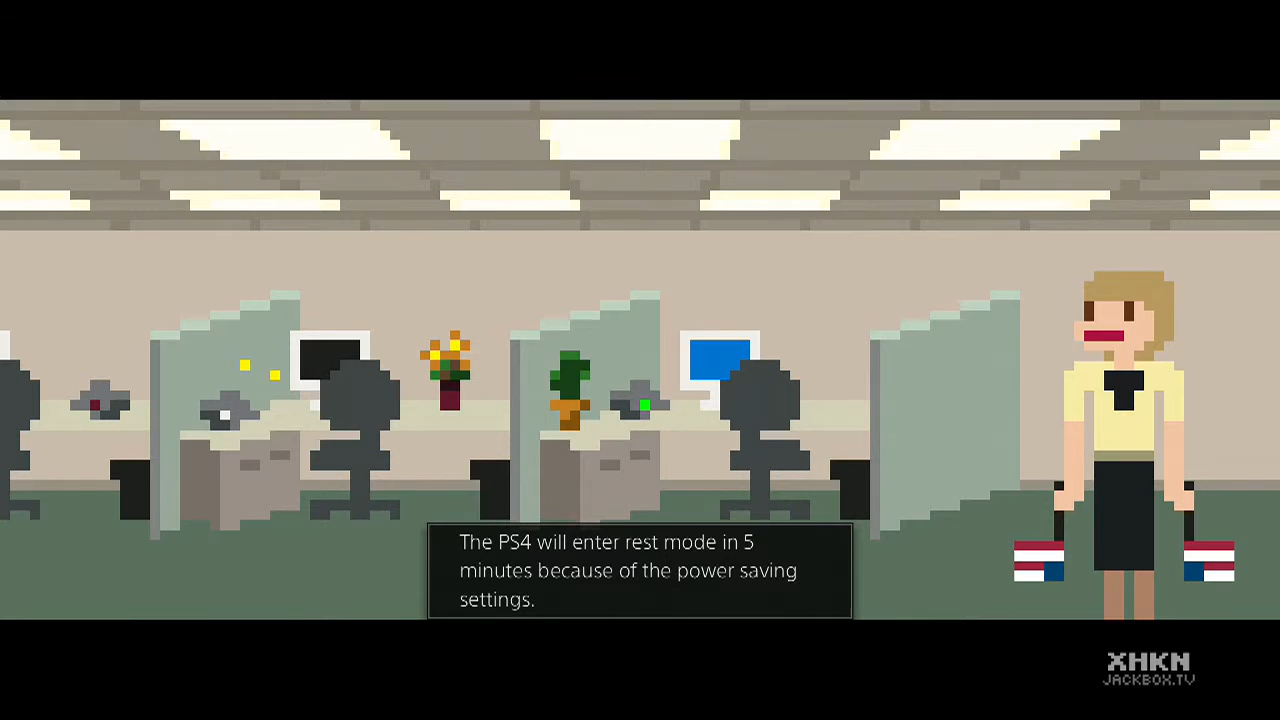 The PS4 will enter rest mode in 5
minutes because of the power saving
settings.
XHKN
JACKBOX.TV